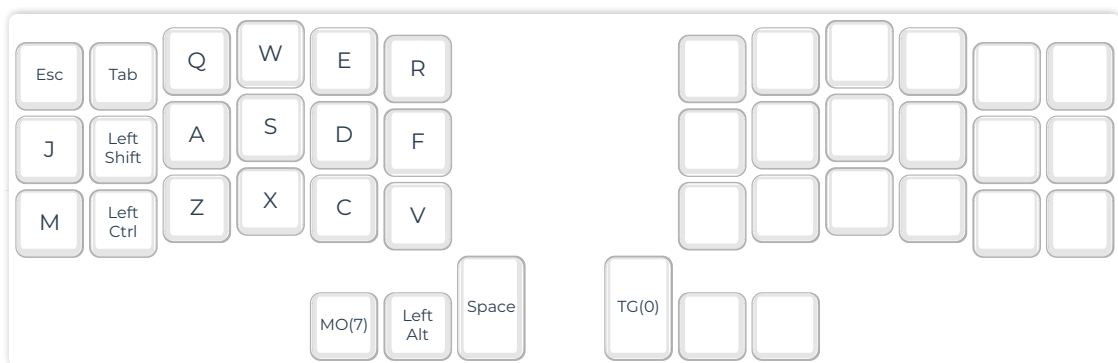 Esc Tab Q W E R
J Left Shift A S D F
M Left Ctrl Z X C V
MO(7) Left Alt Space TG(0)